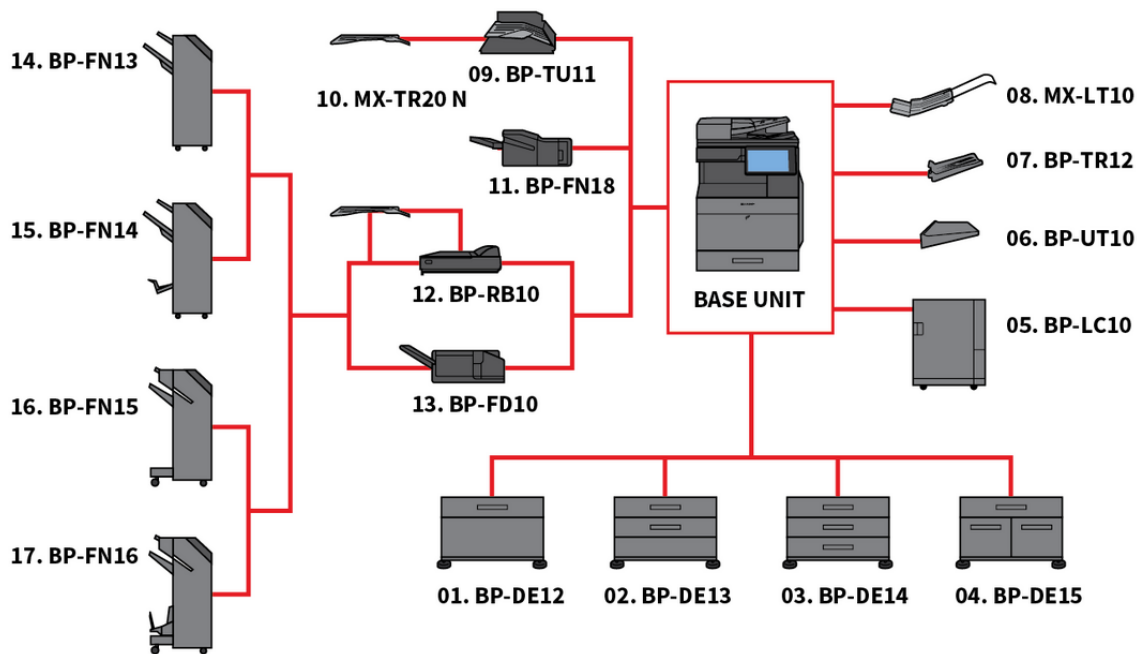 14. BP-FN13
09. BP-TU11
10. MX-TR20 N
08. MX-LT10
07. BP-TR12
11. BP-FN18
15. BP-FN14
06. BP-UT10
12. BP-RB10
BASE UNIT
05. BP-LC10
16. BP-FN15
13. BP-FD10
17. BP-FN16
01. BP-DE12
02. BP-DE13
03. BP-DE14
04. BP-DE15